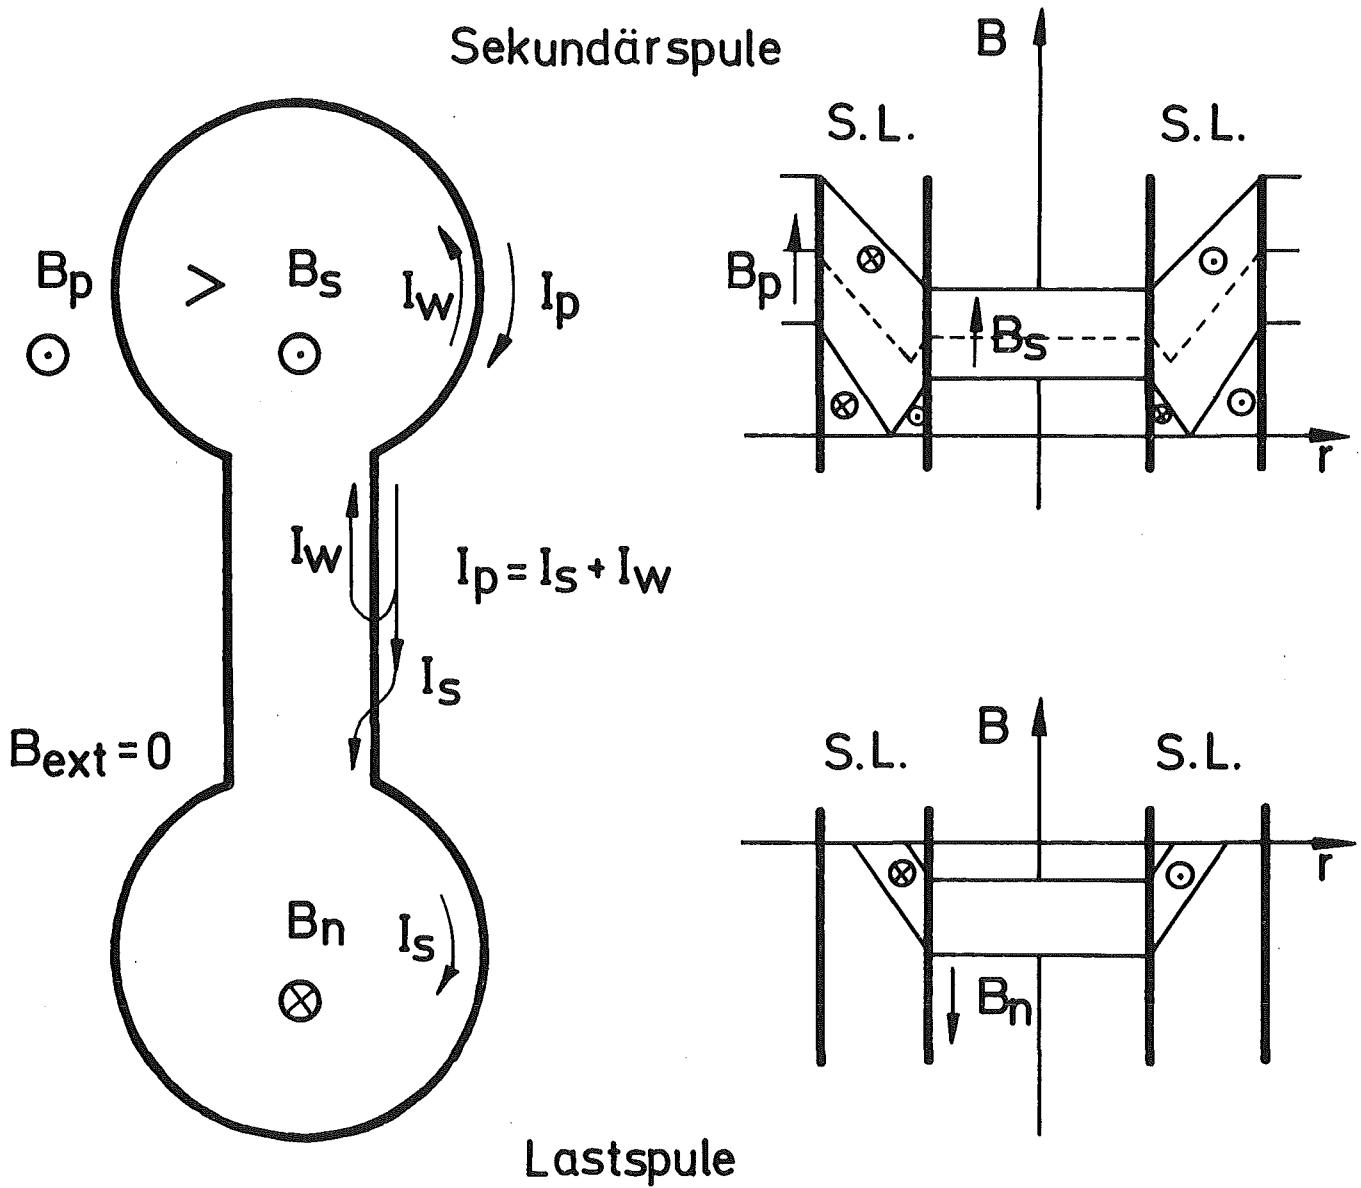 Sekundärspule
B
S.L.
S.L.
Bp > Bs
Iw
Ip
Bp
Bs
r
Iw
Ip = Is + Iw
Is
Bext = 0
B
S.L.
S.L.
r
Bn
Is
Bn
Lastspule